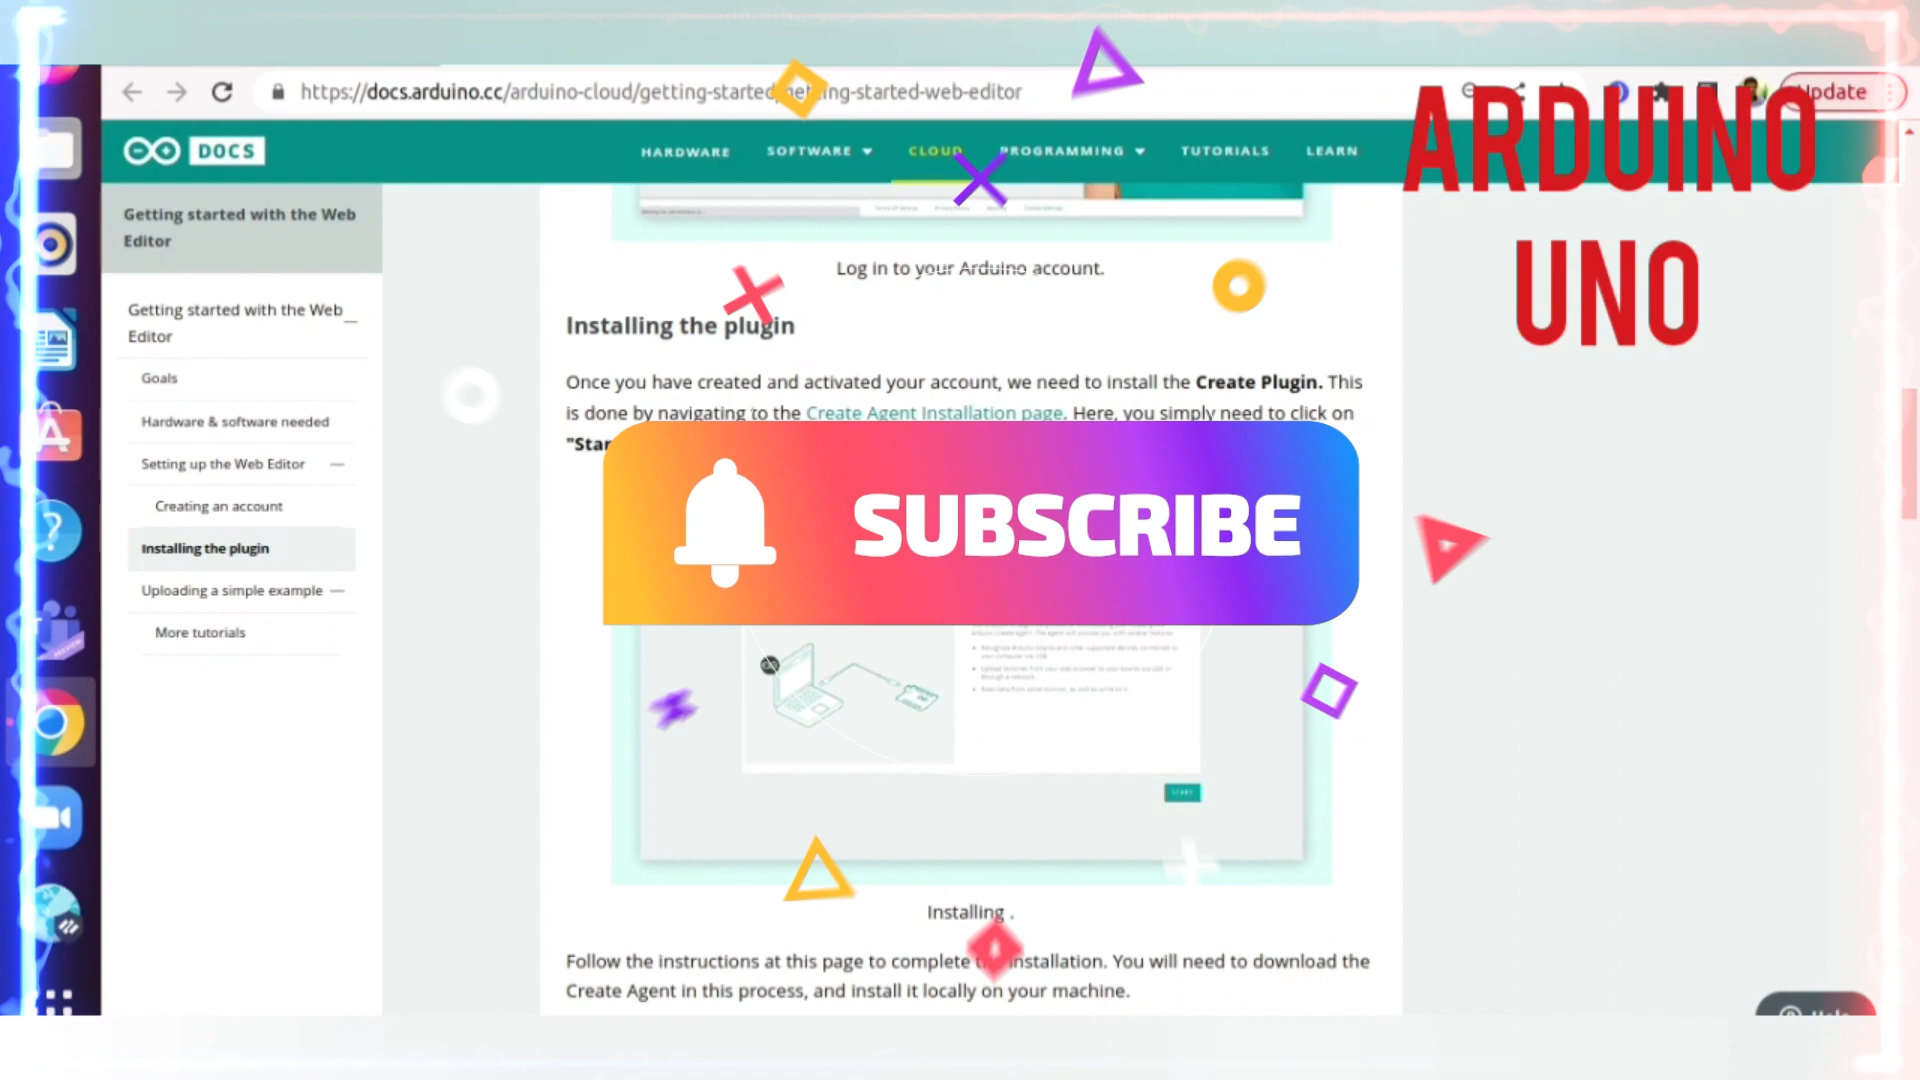 https://docs.arduino.cc/arduino-cloud/getting-started/getting-started-web-editor
Update
ARDUINO
UNO
DOCS
HARDWARE
SOFTWARE
CLOUD
PROGRAMMING
TUTORIALS
LEARN
Getting started with the Web
Editor
Getting started with the Web
Editor
Goals
Hardware & software needed
Setting up the Web Editor
Creating an account
Installing the plugin
Uploading a simple example
More tutorials
Log in to your Arduino account.
Installing the plugin
Once you have created and activated your account, we need to install the Create Plugin. This
is done by navigating to the Create Agent Installation page. Here, you simply need to click on
"Star
SUBSCRIBE
START
Installing .
Follow the instructions at this page to complete the installation. You will need to download the
Create Agent in this process, and install it locally on your machine.
Help